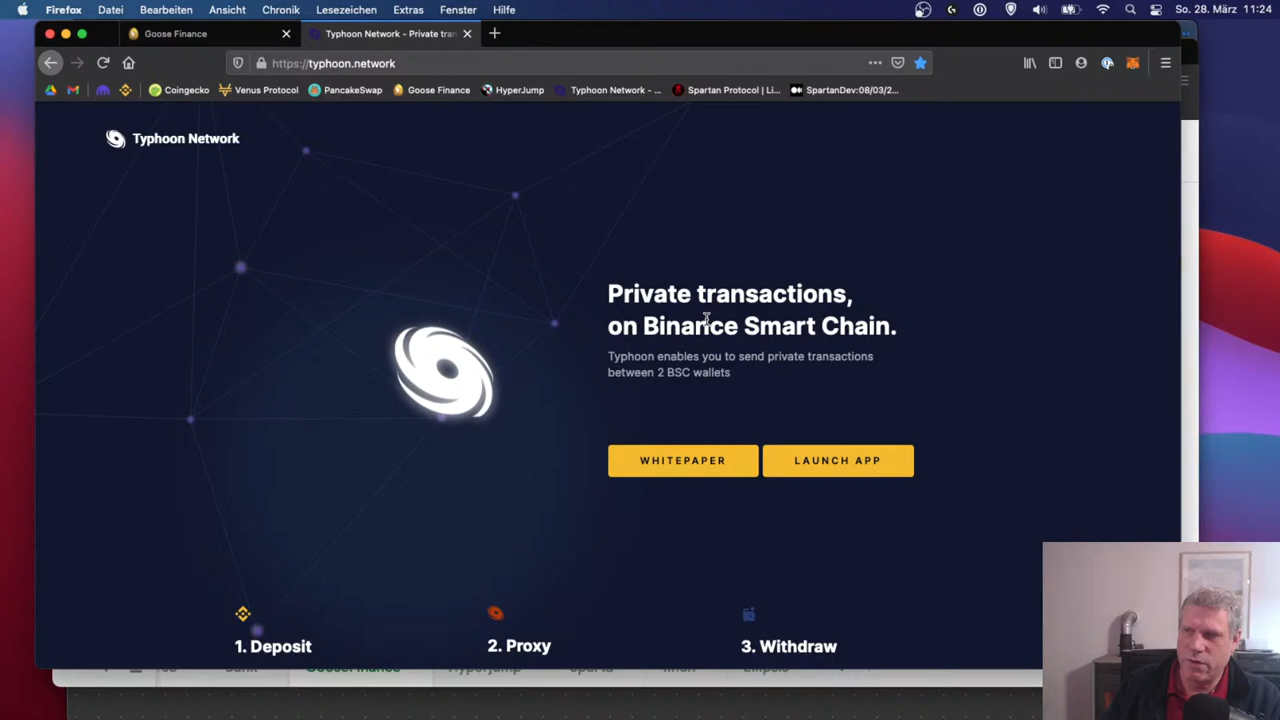 Firefox Datei Bearbeiten Ansicht Chronik Lesezeichen Extras Fenster Hilfe So. 28. März 11:24
Goose Finance Typhoon Network - Private tran
https://typhoon.network
Coingecko Venus Protocol PancakeSwap Goose Finance HyperJump Typhoon Network - ... Spartan Protocol | Li... SpartanDev:08/03/2...
Typhoon Network
Private transactions,
on Binance Smart Chain.
Typhoon enables you to send private transactions
between 2 BSC wallets
WHITEPAPER LAUNCH APP
1. Deposit 2. Proxy 3. Withdraw